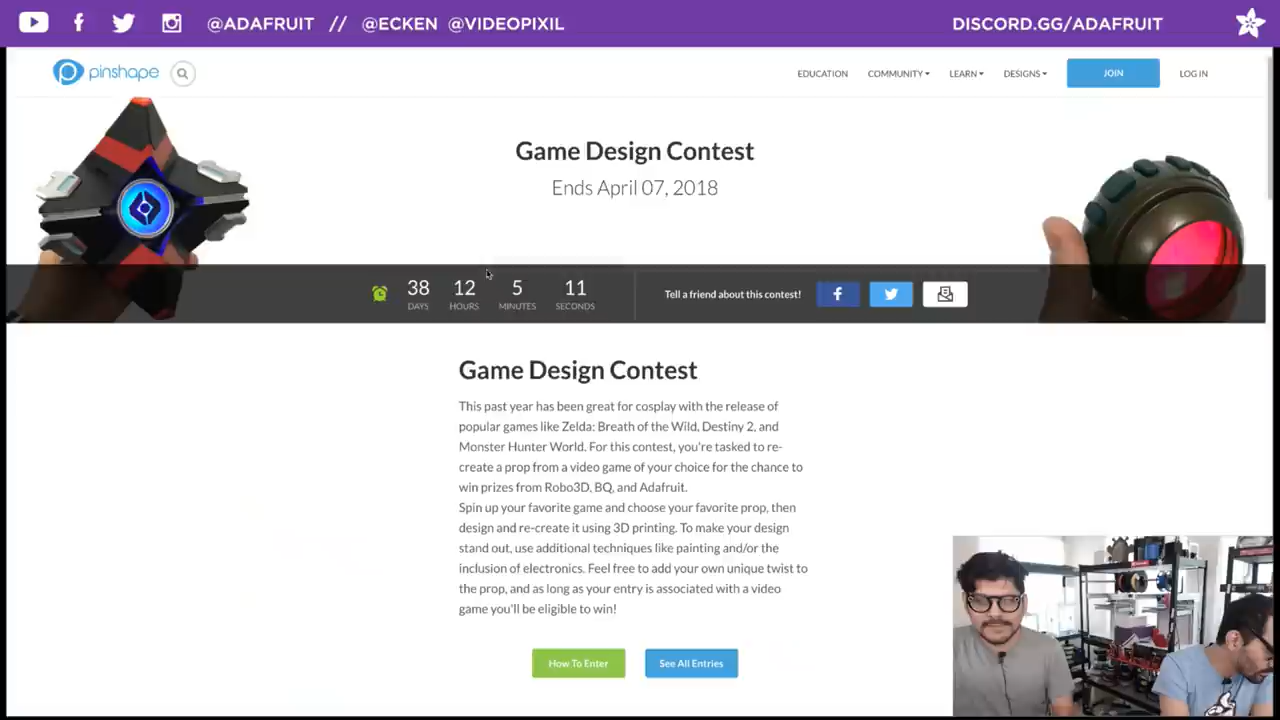 @ADAFRUIT // @ECKEN @VIDEOPIXIL
DISCORD.GG/ADAFRUIT
pinshape
EDUCATION COMMUNITY LEARN DESIGNS JOIN LOG IN
Game Design Contest
Ends April 07, 2018
38 12 5 11
DAYS HOURS MINUTES SECONDS
Tell a friend about this contest!
Game Design Contest
This past year has been great for cosplay with the release of
popular games like Zelda: Breath of the Wild, Destiny 2, and
Monster Hunter World. For this contest, you're tasked to re-
create a prop from a video game of your choice for the chance to
win prizes from Robo3D, BQ, and Adafruit.
Spin up your favorite game and choose your favorite prop, then
design and re-create it using 3D printing. To make your design
stand out, use additional techniques like painting and/or the
inclusion of electronics. Feel free to add your own unique twist to
the prop, and as long as your entry is associated with a video
game you'll be eligible to win!
How To Enter
See All Entries